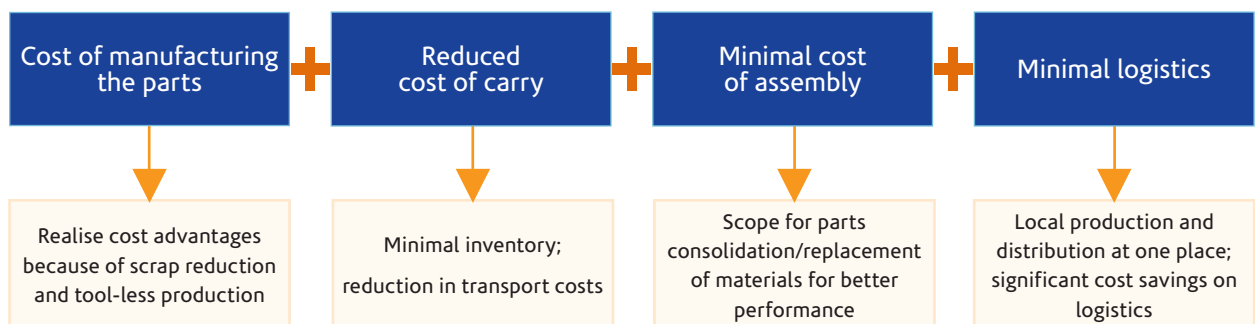 Cost of manufacturing
the parts
Reduced
cost of carry
Minimal cost
of assembly
Minimal logistics
Realise cost advantages
because of scrap reduction
and tool-less production
Minimal inventory;
reduction in transport costs
Scope for parts
consolidation/replacement
of materials for better
performance
Local production and
distribution at one place;
significant cost savings on
logistics